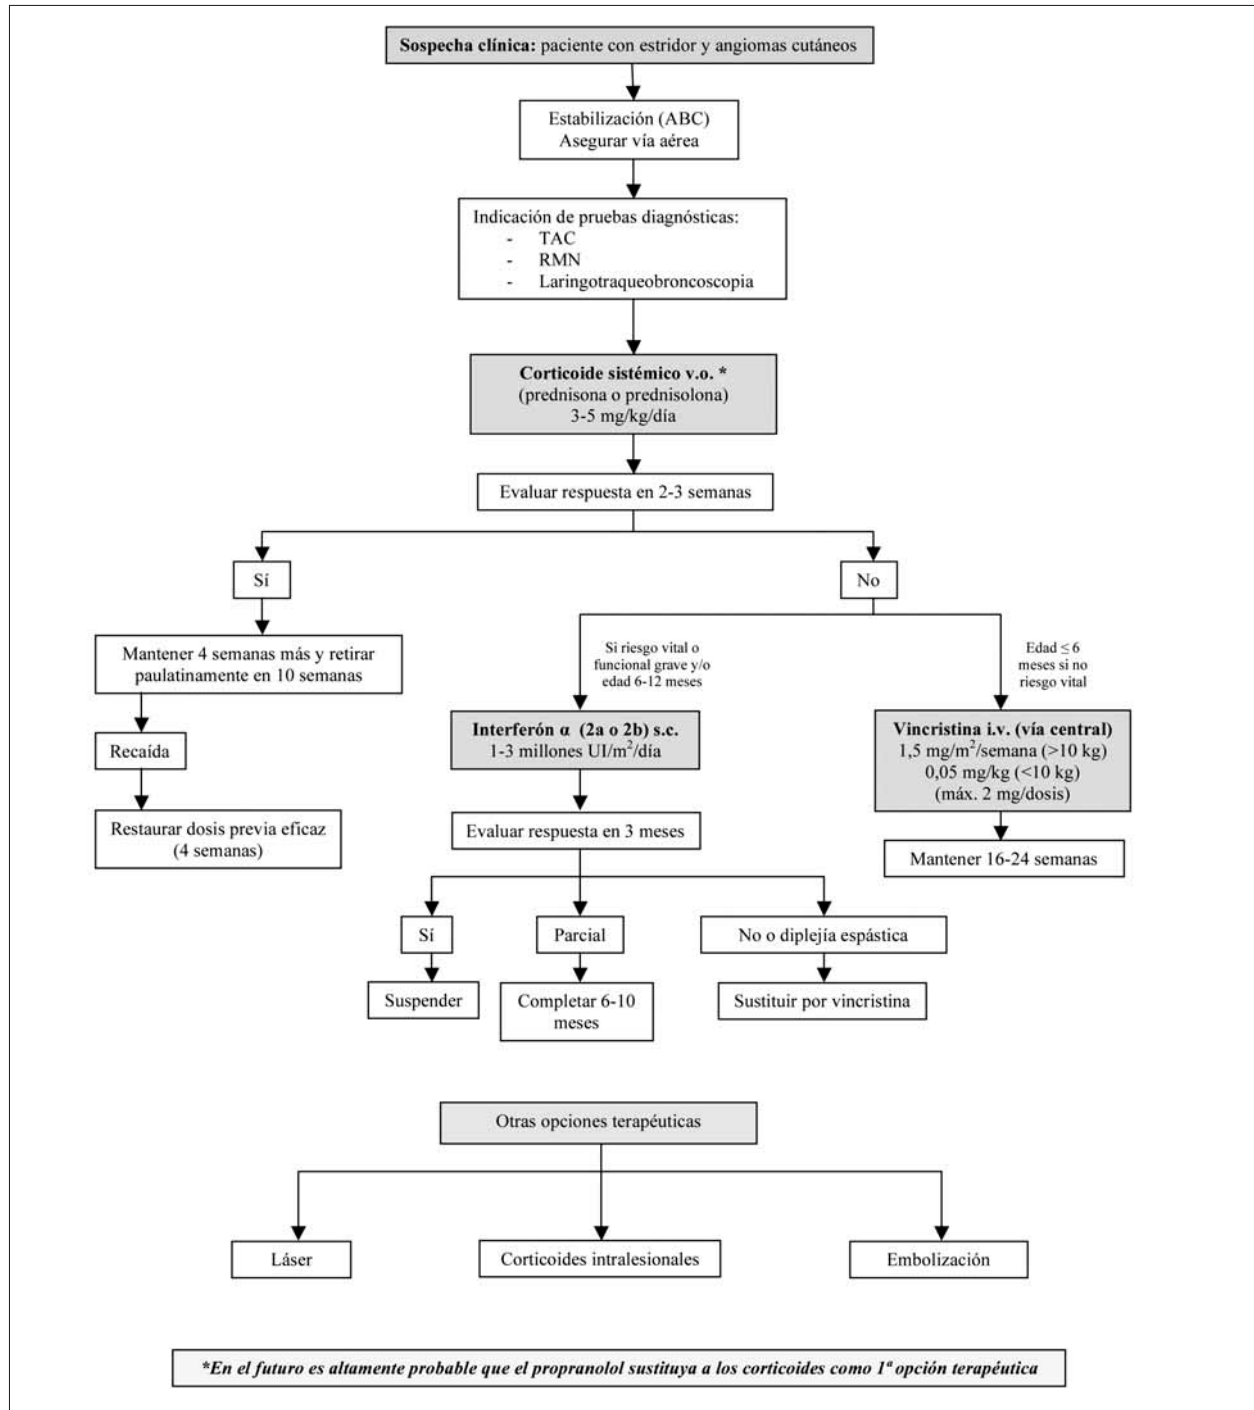 Sospecha clínica: paciente con estridor y angiomas cutáneos
Estabilización (ABC)
Asegurar vía aérea
Indicación de pruebas diagnósticas:
- TAC
- RMN
- Laringotraqueobroncoscopia
Corticoide sistémico v.o. *
(prednisona o prednisolona)
3-5 mg/kg/día
Evaluar respuesta en 2-3 semanas
Sí
No
Mantener 4 semanas más y retirar
paulatinamente en 10 semanas
Recaída
Restaurar dosis previa eficaz
(4 semanas)
Si riesgo vital o
funcional grave y/o
edad 6-12 meses
Edad ≤ 6
meses si no
riesgo vital
Interferón α (2a o 2b) s.c.
1-3 millones UI/m²/día
Vincristina i.v. (vía central)
1,5 mg/m²/semana (>10 kg)
0,05 mg/kg (<10 kg)
(máx. 2 mg/dosis)
Evaluar respuesta en 3 meses
Mantener 16-24 semanas
Sí
Parcial
No o diplejía espástica
Suspender
Completar 6-10
meses
Sustituir por vincristina
Otras opciones terapéuticas
Láser
Corticoides intralesionales
Embolización
*En el futuro es altamente probable que el propranolol sustituya a los corticoides como 1ª opción terapéutica